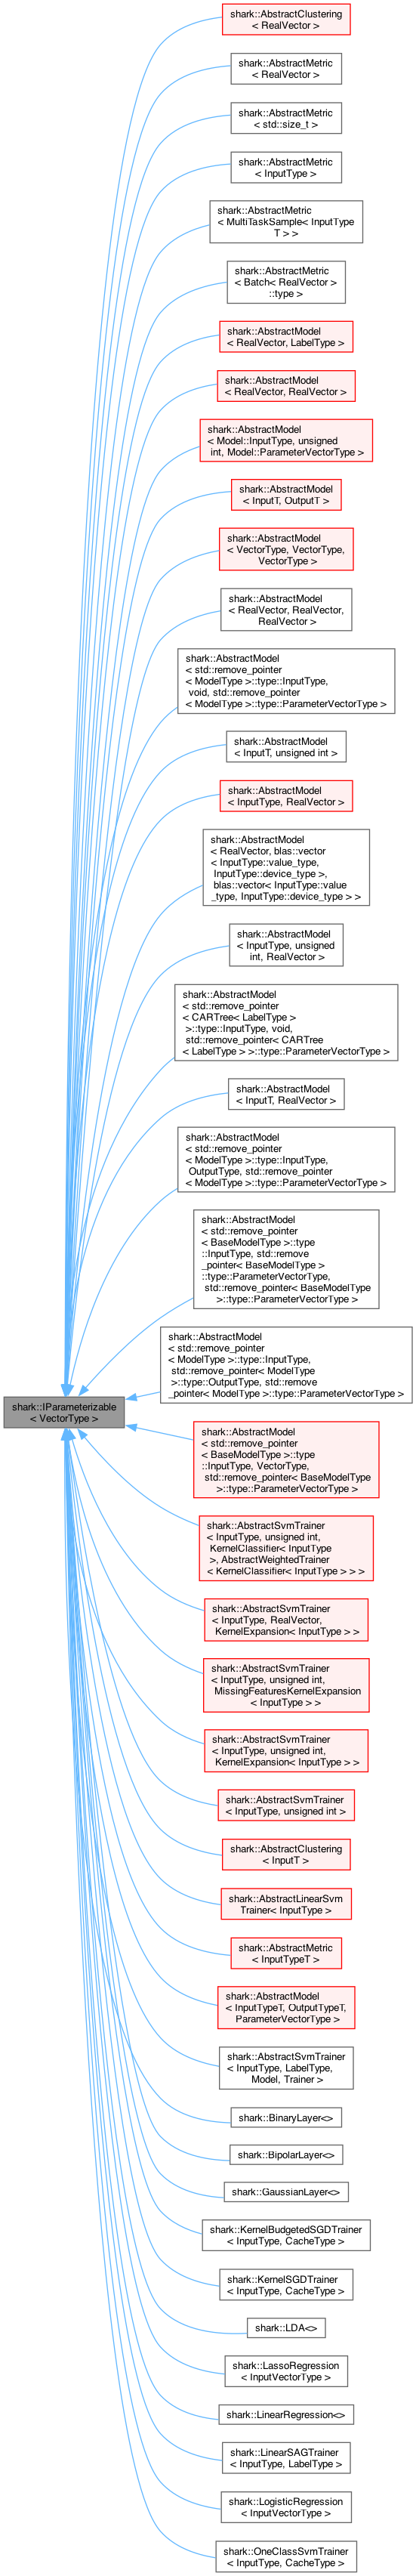 shark::AbstractClustering
< RealVector >
shark::AbstractMetric
< RealVector >
shark::AbstractMetric
< std::size_t >
shark::AbstractMetric
< InputType >
shark::AbstractMetric
< MultiTaskSample< InputType
T > >
shark::AbstractMetric
< Batch< RealVector >
::type >
shark::AbstractModel
< RealVector, LabelType >
shark::AbstractModel
< RealVector, RealVector >
shark::AbstractModel
< Model::InputType, unsigned
int, Model::ParameterVectorType >
shark::AbstractModel
< InputT, OutputT >
shark::AbstractModel
< VectorType, VectorType,
VectorType >
shark::AbstractModel
< RealVector, RealVector,
RealVector >
shark::AbstractModel
< std::remove_pointer
< ModelType >::type::InputType,
void, std::remove_pointer
< ModelType >::type::ParameterVectorType >
shark::AbstractModel
< InputT, unsigned int >
shark::AbstractModel
< InputType, RealVector >
shark::AbstractModel
< RealVector, blas::vector
< InputType::value_type,
InputType::device_type >,
blas::vector< InputType::value
_type, InputType::device_type > >
shark::AbstractModel
< InputType, unsigned
int, RealVector >
shark::AbstractModel
< std::remove_pointer
< CARTree< LabelType >
>::type::InputType, void,
std::remove_pointer< CARTree
< LabelType > >::type::ParameterVectorType >
shark::AbstractModel
< InputT, RealVector >
shark::AbstractModel
< std::remove_pointer
< ModelType >::type::InputType,
OutputType, std::remove_pointer
< ModelType >::type::ParameterVectorType >
shark::AbstractModel
< std::remove_pointer
< BaseModelType >::type
::InputType, std::remove
_pointer< BaseModelType >
::type::ParameterVectorType,
std::remove_pointer< BaseModelType
>::type::ParameterVectorType >
shark::AbstractModel
< std::remove_pointer
< ModelType >::type::InputType,
std::remove_pointer< ModelType
>::type::OutputType, std::remove
_pointer< ModelType >::type::ParameterVectorType >
shark::IParameterizable
< VectorType >
shark::AbstractModel
< std::remove_pointer
< BaseModelType >::type
::InputType, VectorType,
std::remove_pointer< BaseModelType
>::type::ParameterVectorType >
shark::AbstractSvmTrainer
< InputType, unsigned int,
KernelClassifier< InputType
>, AbstractWeightedTrainer
< KernelClassifier< InputType > > >
shark::AbstractSvmTrainer
< InputType, RealVector,
KernelExpansion< InputType > >
shark::AbstractSvmTrainer
< InputType, unsigned int,
MissingFeaturesKernelExpansion
< InputType > >
shark::AbstractSvmTrainer
< InputType, unsigned int,
KernelExpansion< InputType > >
shark::AbstractSvmTrainer
< InputType, unsigned int >
shark::AbstractClustering
< InputT >
shark::AbstractLinearSvm
Trainer< InputType >
shark::AbstractMetric
< InputTypeT >
shark::AbstractModel
< InputTypeT, OutputTypeT,
ParameterVectorType >
shark::AbstractSvmTrainer
< InputType, LabelType,
Model, Trainer >
shark::BinaryLayer<>
shark::BipolarLayer<>
shark::GaussianLayer<>
shark::KernelBudgetedSGDTrainer
< InputType, CacheType >
shark::KernelSGDTrainer
< InputType, CacheType >
shark::LDA<>
shark::LassoRegression
< InputVectorType >
shark::LinearRegression<>
shark::LinearSAGTrainer
< InputType, LabelType >
shark::LogisticRegression
< InputVectorType >
shark::OneClassSvmTrainer
< InputType, CacheType >